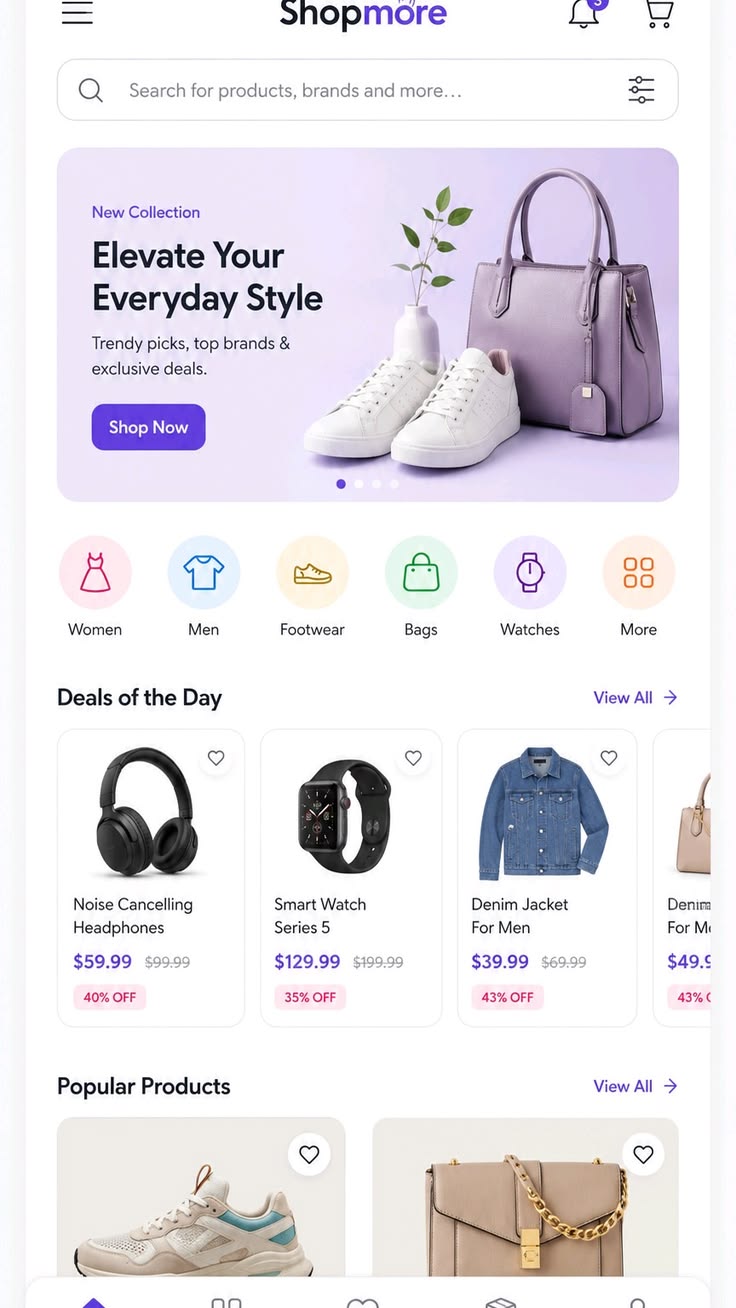 Shopmore
3
Search for products, brands and more...
New Collection
Elevate Your
Everyday Style
Trendy picks, top brands &
exclusive deals.
Shop Now
Women
Men
Footwear
Bags
Watches
More
Deals of the Day
View All
Noise Cancelling
Headphones
$59.99 $99.99
40% OFF
Smart Watch
Series 5
$129.99 $199.99
35% OFF
Denim Jacket
For Men
$39.99 $69.99
43% OFF
For
43%
Popular Products
View All